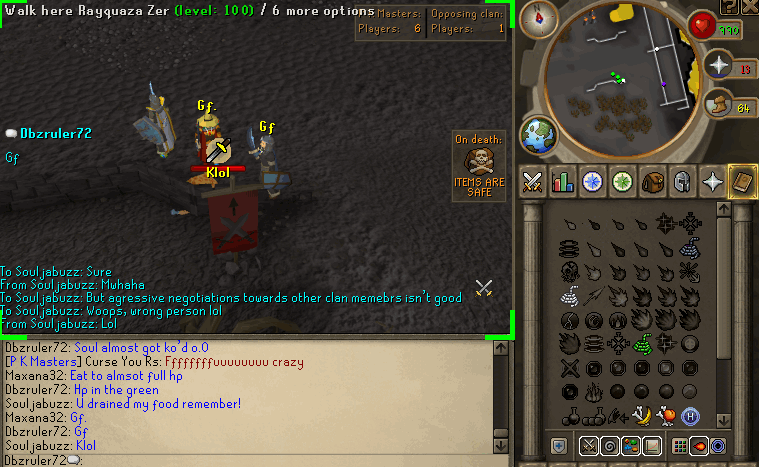 Walk here Rayquaza Zer (level: 100) / 6 more options
Masters: Opposing clan:
Players: 6 Players: 1
990
13
64
Gf.
Gf
Dbzruler72
Gf
Klol
On death:
ITEMS ARE
SAFE
To Souljabuzz: Sure
From Souljabuzz: Mwhaha
To Souljabuzz: But agressive negotiations towards other clan memebrs isn't good
To Souljabuzz: Woops, wrong person lol
From Souljabuzz: Lol
Dbzruler72: Soul almost got ko'd o.O
[P K Masters] Curse You Rs: Fffffffuuuuuuuu crazy
Maxana32: Eat to almsot full hp
Dbzruler72: Hp in the green
Souljabuzz: U drained my food remember!
Maxana32: Gf.
Dbzruler72: Gf
Souljabuzz: Klol
Dbzruler72: